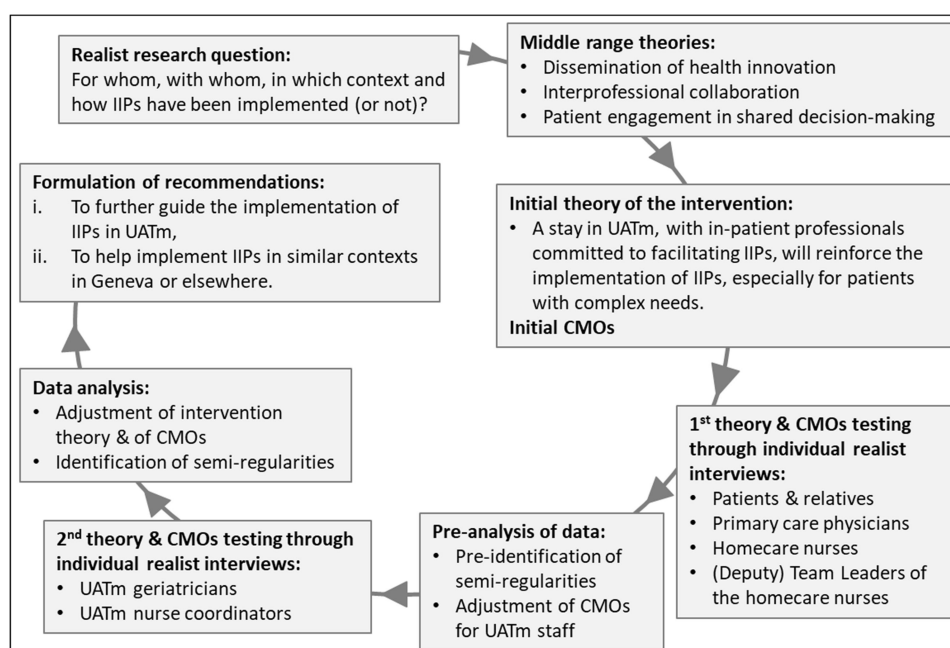 Realist research question:
For whom, with whom, in which context and
how IIPs have been implemented (or not)?
Middle range theories:
• Dissemination of health innovation
• Interprofessional collaboration
• Patient engagement in shared decision-making
Initial theory of the intervention:
• A stay in UATm, with in-patient professionals
committed to facilitating IIPs, will reinforce the
implementation of IIPs, especially for patients
with complex needs.
Initial CMOs
1st theory & CMOs testing
through individual realist
interviews:
• Patients & relatives
• Primary care physicians
• Homecare nurses
• (Deputy) Team Leaders of
the homecare nurses
Pre-analysis of data:
• Pre-identification of
semi-regularities
• Adjustment of CMOs
for UATm staff
2nd theory & CMOs testing through
individual realist interviews:
• UATm geriatricians
• UATm nurse coordinators
Data analysis:
• Adjustment of intervention
theory & of CMOs
• Identification of semi-regularities
Formulation of recommendations:
i. To further guide the implementation of
IIPs in UATm,
ii. To help implement IIPs in similar contexts
in Geneva or elsewhere.